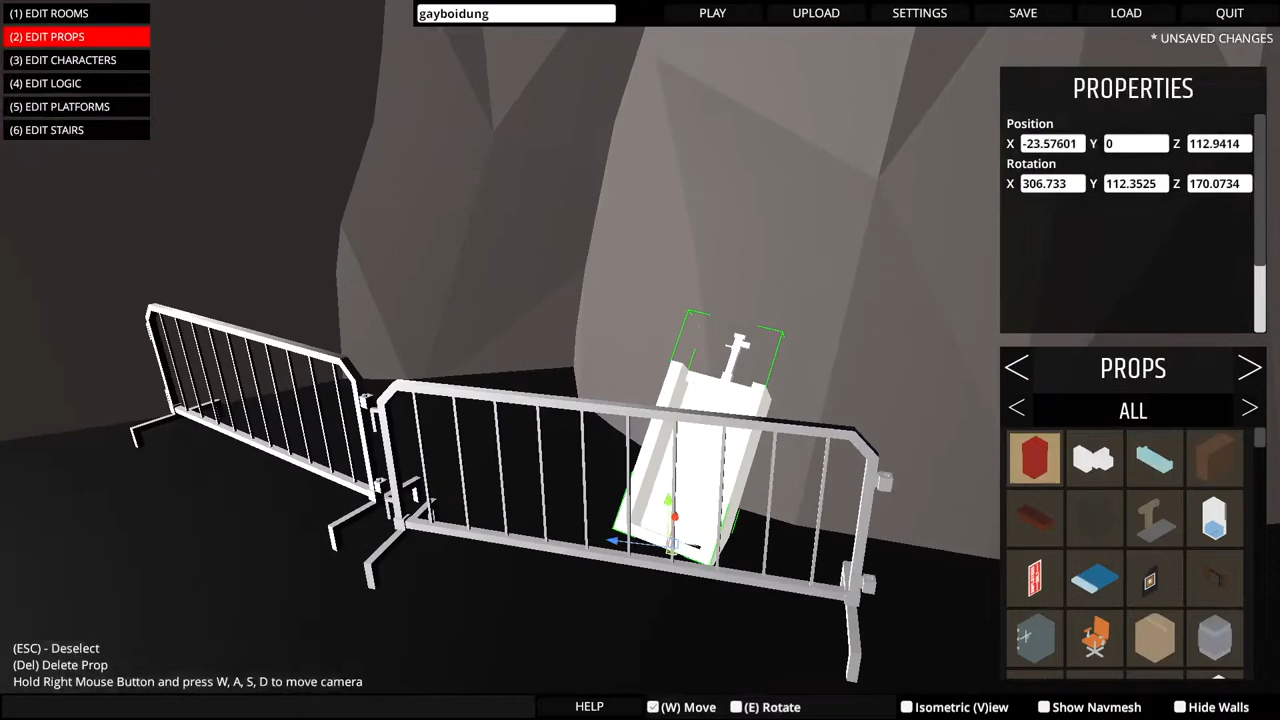 (1) EDIT ROOMS
(2) EDIT PROPS
(3) EDIT CHARACTERS
(4) EDIT LOGIC
(5) EDIT PLATFORMS
(6) EDIT STAIRS
gayboidung
PLAY UPLOAD SETTINGS SAVE LOAD QUIT
* UNSAVED CHANGES
PROPERTIES
Position
X -23.57601 Y 0 Z 112.9414
Rotation
X 306.733 Y 112.3525 Z 170.0734
PROPS
ALL
(ESC) - Deselect
(Del) Delete Prop
Hold Right Mouse Button and press W, A, S, D to move camera
HELP (W) Move (E) Rotate Isometric (V)iew Show Navmesh Hide Walls